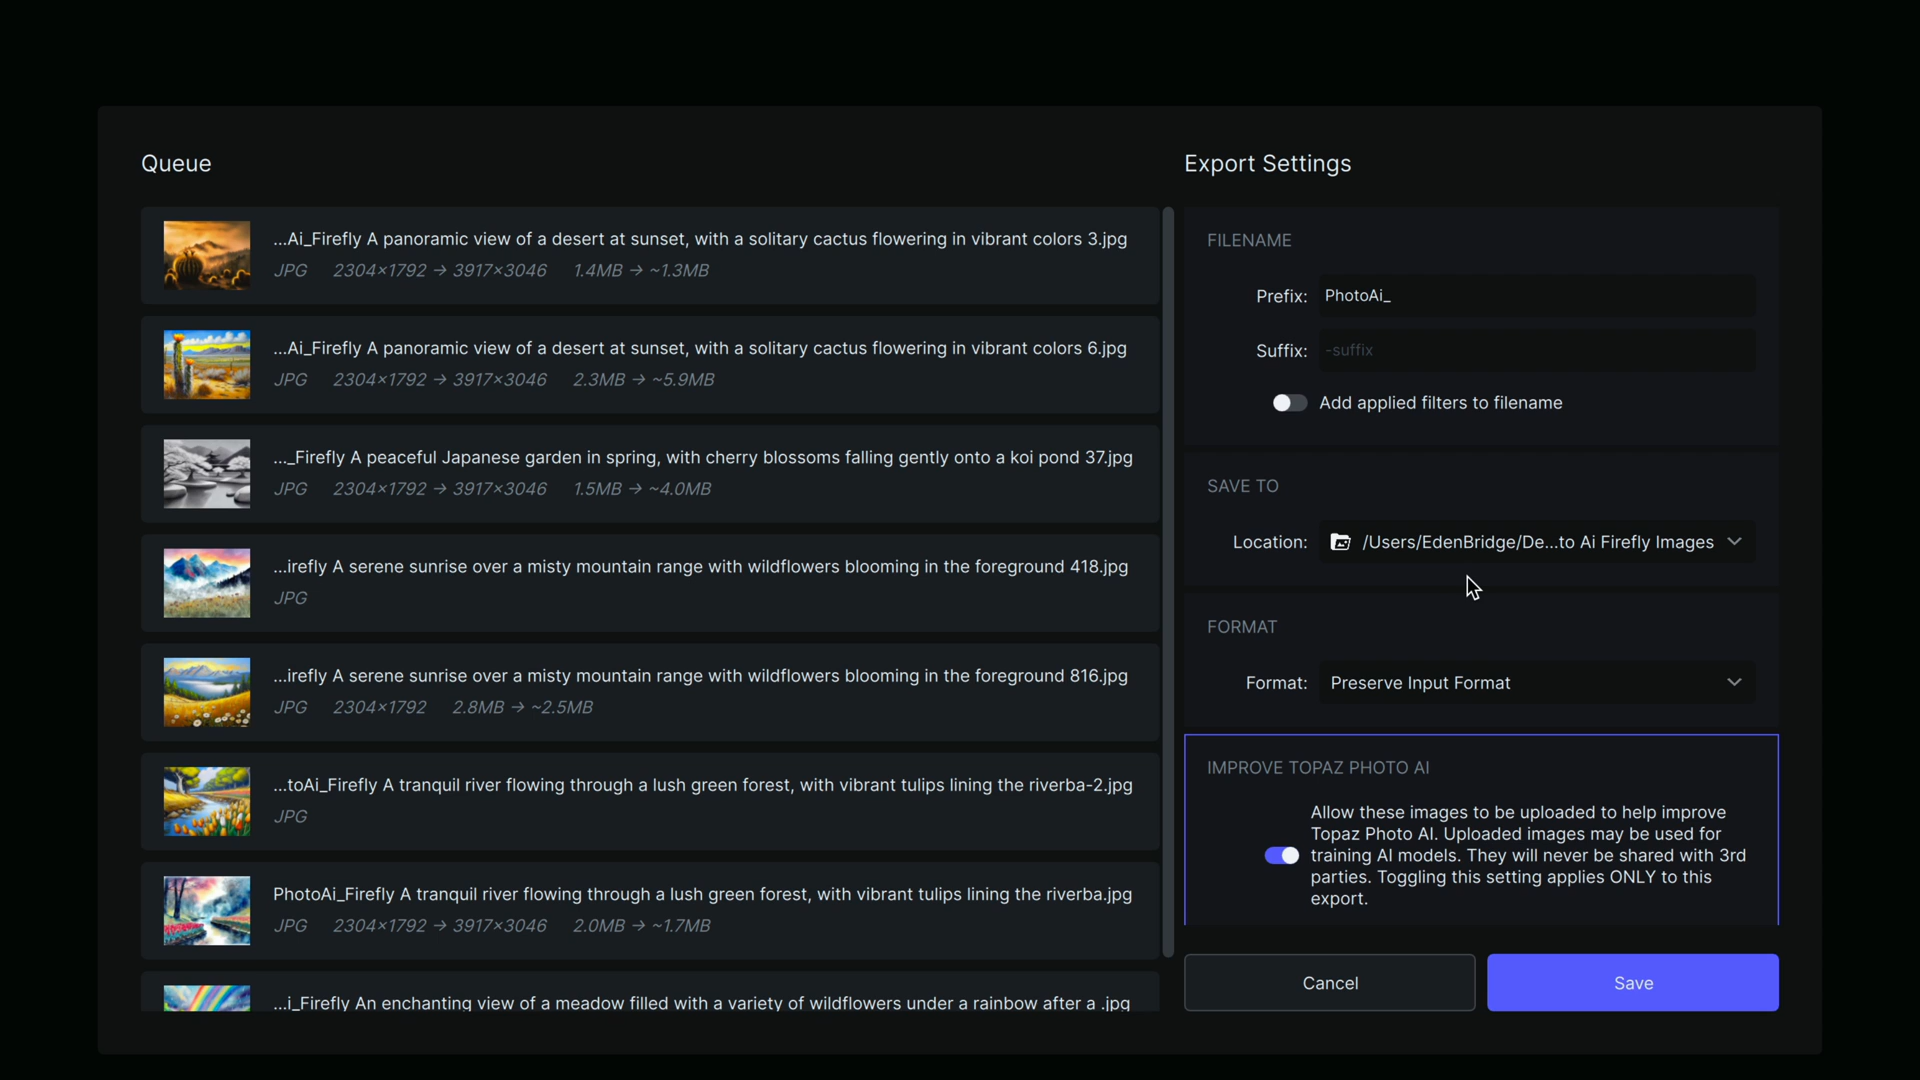 Queue
...Ai_Firefly A panoramic view of a desert at sunset, with a solitary cactus flowering in vibrant colors 3.jpg
JPG 2304×1792 → 3917×3046 1.4MB → ~1.3MB
...Ai_Firefly A panoramic view of a desert at sunset, with a solitary cactus flowering in vibrant colors 6.jpg
JPG 2304×1792 → 3917×3046 2.3MB → ~5.9MB
..._Firefly A peaceful Japanese garden in spring, with cherry blossoms falling gently onto a koi pond 37.jpg
JPG 2304×1792 → 3917×3046 1.5MB → ~4.0MB
...irefly A serene sunrise over a misty mountain range with wildflowers blooming in the foreground 418.jpg
JPG
...irefly A serene sunrise over a misty mountain range with wildflowers blooming in the foreground 816.jpg
JPG 2304×1792 2.8MB → ~2.5MB
...toAi_Firefly A tranquil river flowing through a lush green forest, with vibrant tulips lining the riverba-2.jpg
JPG
PhotoAi_Firefly A tranquil river flowing through a lush green forest, with vibrant tulips lining the riverba.jpg
JPG 2304×1792 → 3917×3046 2.0MB → ~1.7MB
...i_Firefly An enchanting view of a meadow filled with a variety of wildflowers under a rainbow after a .jpg
Export Settings
FILENAME
Prefix: PhotoAi_
Suffix: -suffix
Add applied filters to filename
SAVE TO
Location: /Users/EdenBridge/De...to Ai Firefly Images
FORMAT
Format: Preserve Input Format
IMPROVE TOPAZ PHOTO AI
Allow these images to be uploaded to help improve
Topaz Photo AI. Uploaded images may be used for
training AI models. They will never be shared with 3rd
parties. Toggling this setting applies ONLY to this
export.
Cancel
Save